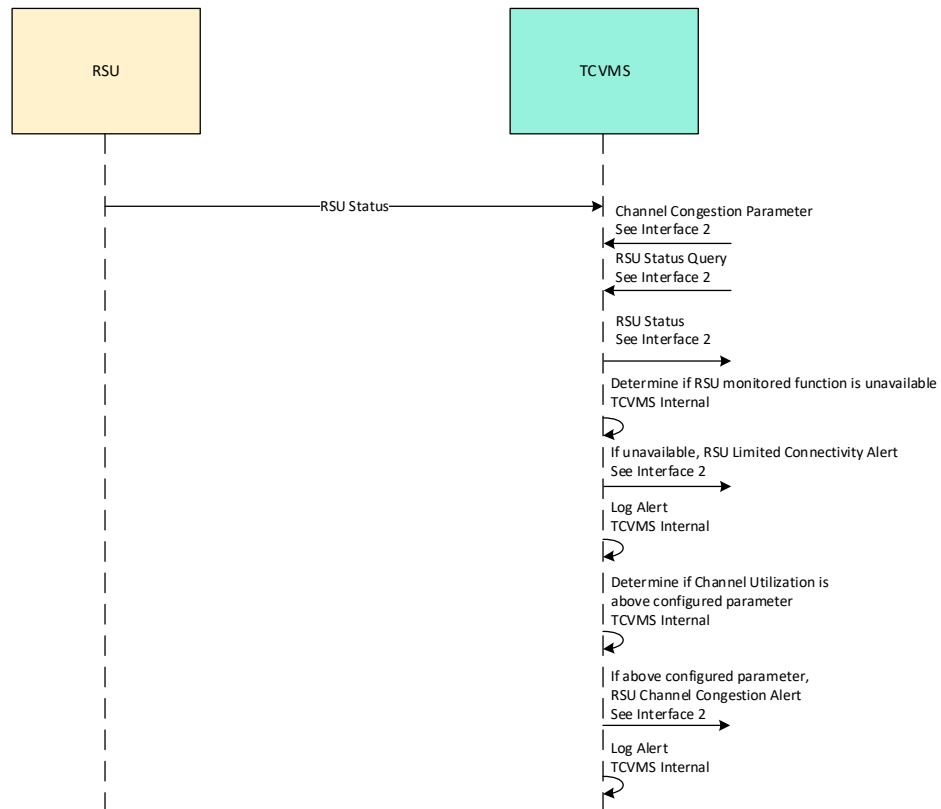 RSU
TCVMS
RSU Status
Channel Congestion Parameter
See Interface 2
RSU Status Query
See Interface 2
RSU Status
See Interface 2
Determine if RSU monitored function is unavailable
TCVMS Internal
If unavailable, RSU Limited Connectivity Alert
See Interface 2
Log Alert
TCVMS Internal
Determine if Channel Utilization is
above configured parameter
TCVMS Internal
If above configured parameter,
RSU Channel Congestion Alert
See Interface 2
Log Alert
TCVMS Internal